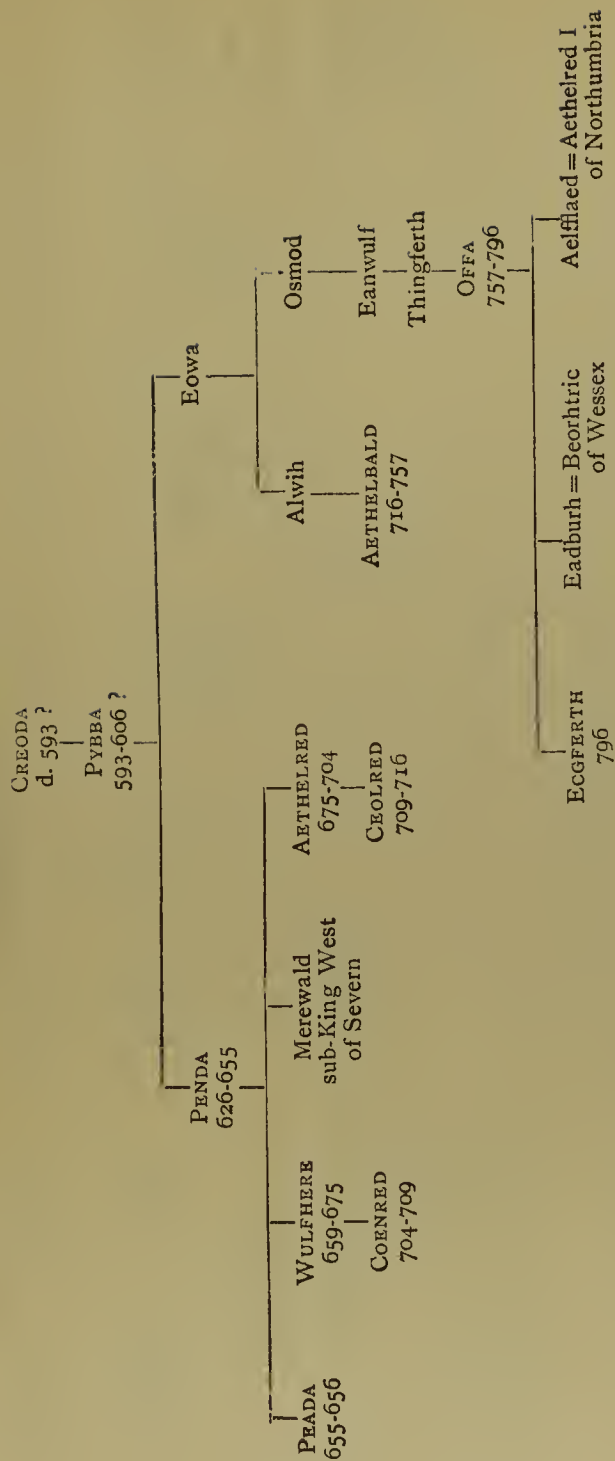 CREODA
d. 593 ?
PYBBA
593-606 ?
PENDA
626-655
Eowa
PEADA
655-656
WULFHERE
659-675
Merewald
sub-King West
of Severn
AETHELRED
675-704
Alwih
Osmod
COENRED
704-709
CEOLRED
709-716
AETHELBALD
716-757
Eanwulf
Thingferth
OFFA
757-796
ECGFERTH
796
Eadburh = Beorhtric
of Wessex
Aelfflaed = Aethelred I
of Northumbria